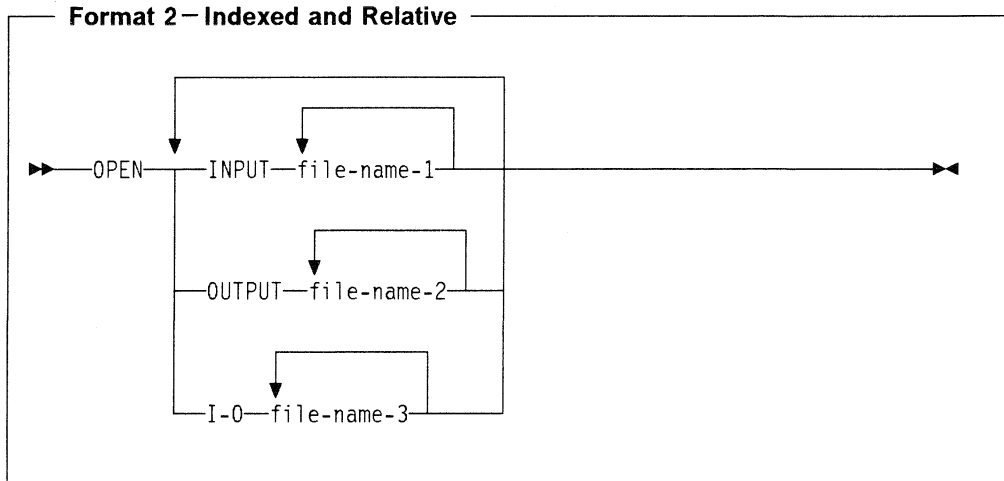 Format 2—Indexed and Relative
OPEN INPUT file-name-1
OUTPUT file-name-2
I-O file-name-3